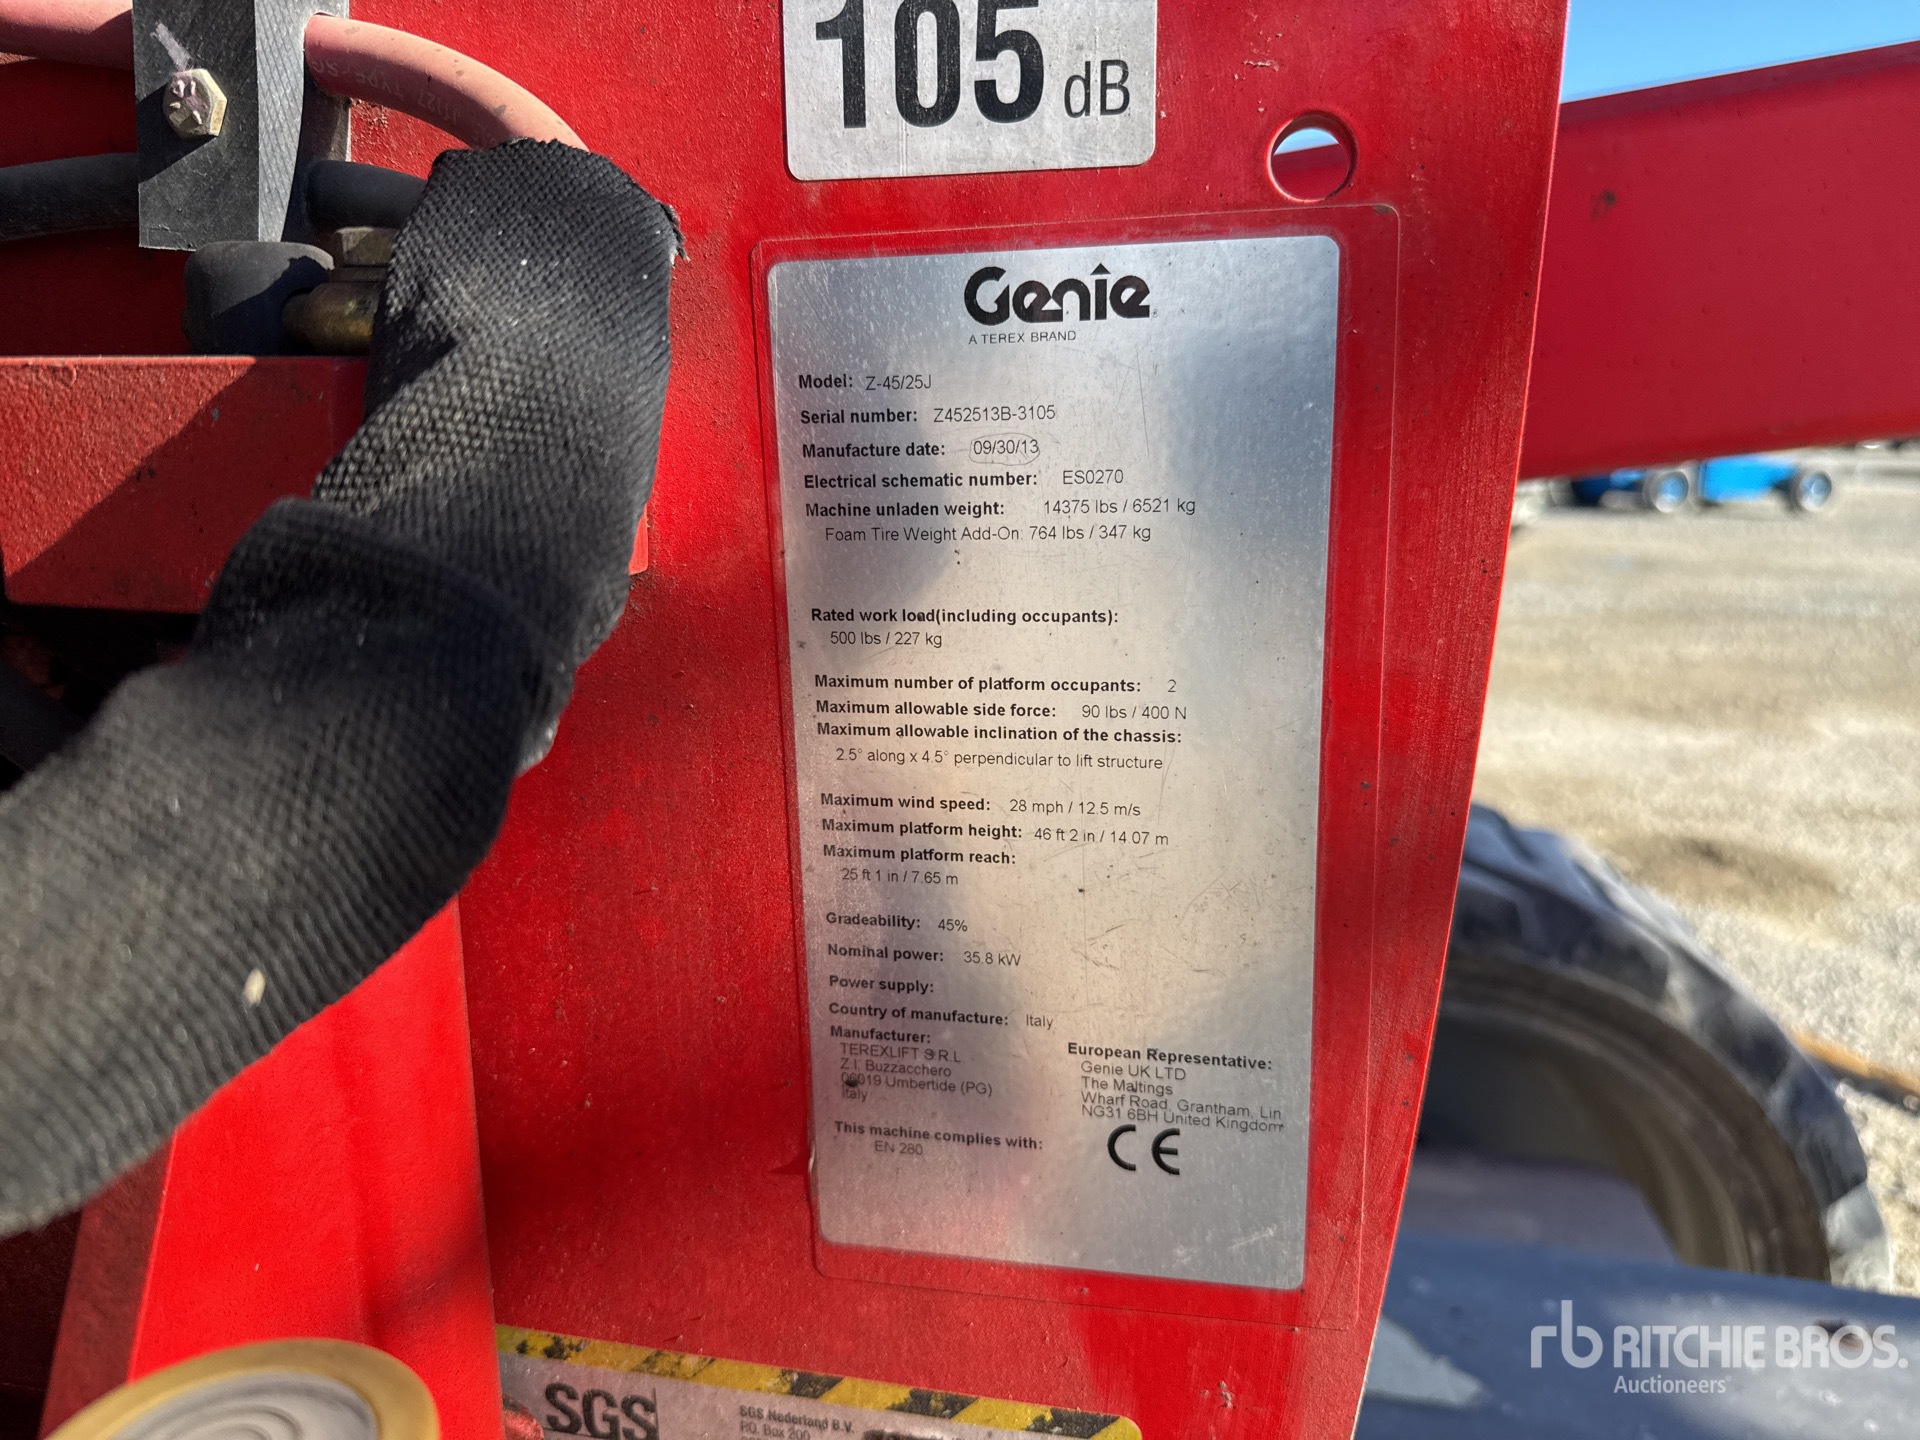 105 dB
Genie
A TEREX BRAND
Model: Z-45/25J
Serial number: Z452513B-3105
Manufacture date: 09/30/13
Electrical schematic number: ES0270
Machine unladen weight: 14375 lbs / 6521 kg
Foam Tire Weight Add-On: 764 lbs / 347 kg
Rated work load(including occupants):
500 lbs / 227 kg
Maximum number of platform occupants: 2
Maximum allowable side force: 90 lbs / 400 N
Maximum allowable inclination of the chassis:
2.5° along x 4.5° perpendicular to lift structure
Maximum wind speed: 28 mph / 12.5 m/s
Maximum platform height: 46 ft 2 in / 14.07 m
Maximum platform reach:
25 ft 1 in / 7.65 m
Gradeability: 45%
Nominal power: 35.8 kW
Power supply:
Country of manufacture: Italy
Manufacturer:
TEREXLIFT S.R.L
Z.I. Buzzacchero
06019 Umbertide (PG)
Italy
European Representative:
Genie UK LTD
The Maltings
Wharf Road, Grantham, Lin
NG31 6BH United Kingdom
This machine complies with:
EN 280
CE
SGS
SGS Nederland B.V.
P.O. Box 200
rb RITCHIE BROS.
Auctioneers